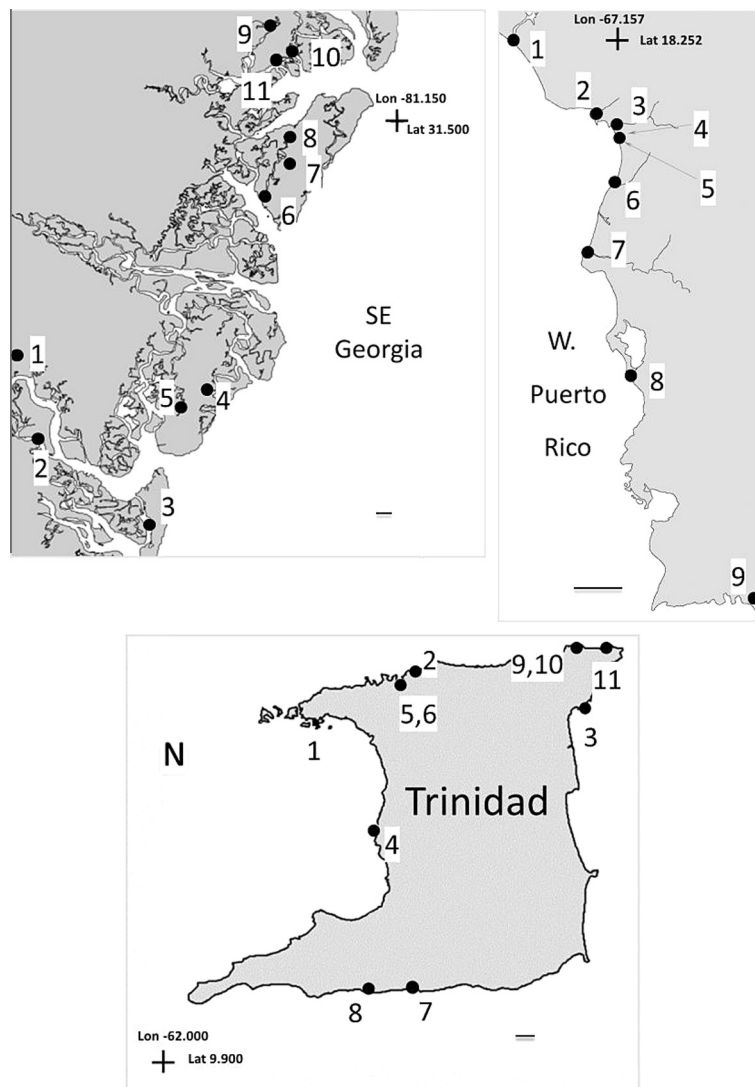 9
10
11
Lon -81.150
Lat 31.500
8
7
6
SE
Georgia
1
5
4
2
3
Lon -67.157
Lat 18.252
1
2
3
4
5
6
7
W.
Puerto
Rico
8
9
2
9,10
5,6
11
1
3
N
Trinidad
4
8
7
Lon -62.000
Lat 9.900